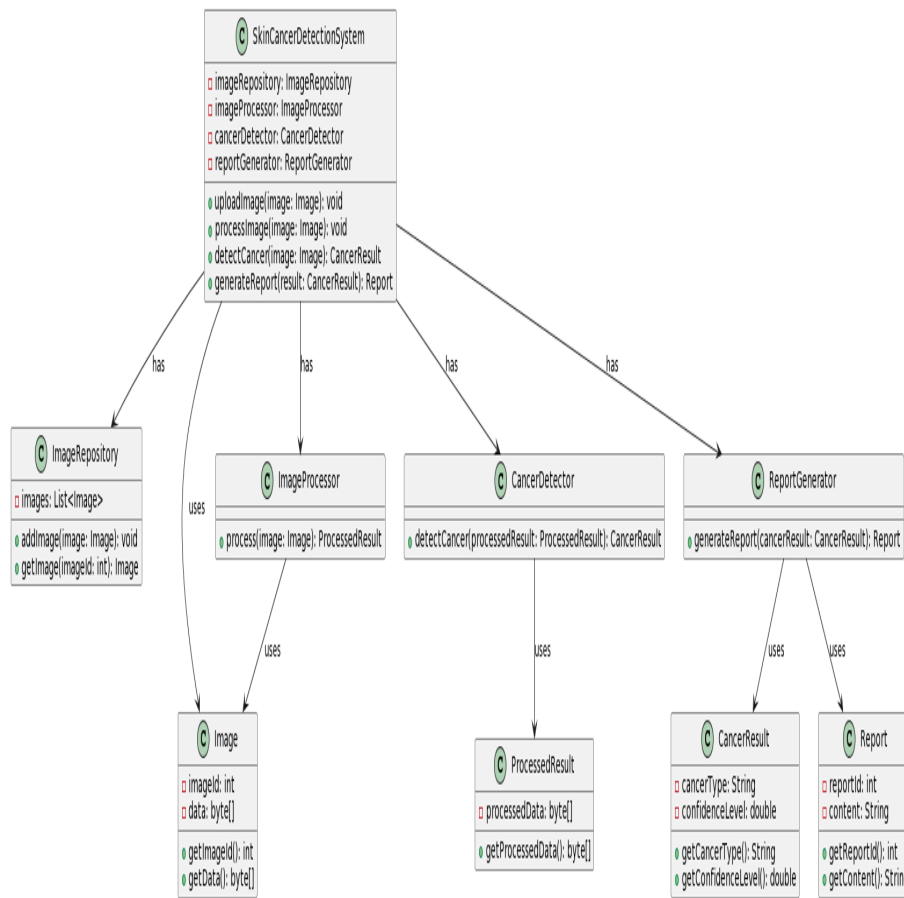 C SkinCancerDetectionSystem
imageRepository: ImageRepository
imageProcessor: ImageProcessor
cancerDetector: CancerDetector
reportGenerator: ReportGenerator
uploadImage(image: Image): void
processImage(image: Image): void
detectCancer(image: Image): CancerResult
generateReport(result: CancerResult): Report
has
has
has
has
uses
C ImageRepository
images: List<Image>
addImage(image: Image): void
getImage(imageId: int): Image
C ImageProcessor
process(image: Image): ProcessedResult
C CancerDetector
detectCancer(processedResult: ProcessedResult): CancerResult
C ReportGenerator
generateReport(cancerResult: CancerResult): Report
uses
uses
uses
uses
C Image
imageId: int
data: byte[]
getImageId(): int
getData(): byte[]
C ProcessedResult
processedData: byte[]
getProcessedData(): byte[]
C CancerResult
cancerType: String
confidenceLevel: double
getCancerType(): String
getConfidenceLevel(): double
C Report
reportId: int
content: String
getReportId(): int
getContent(): Strin